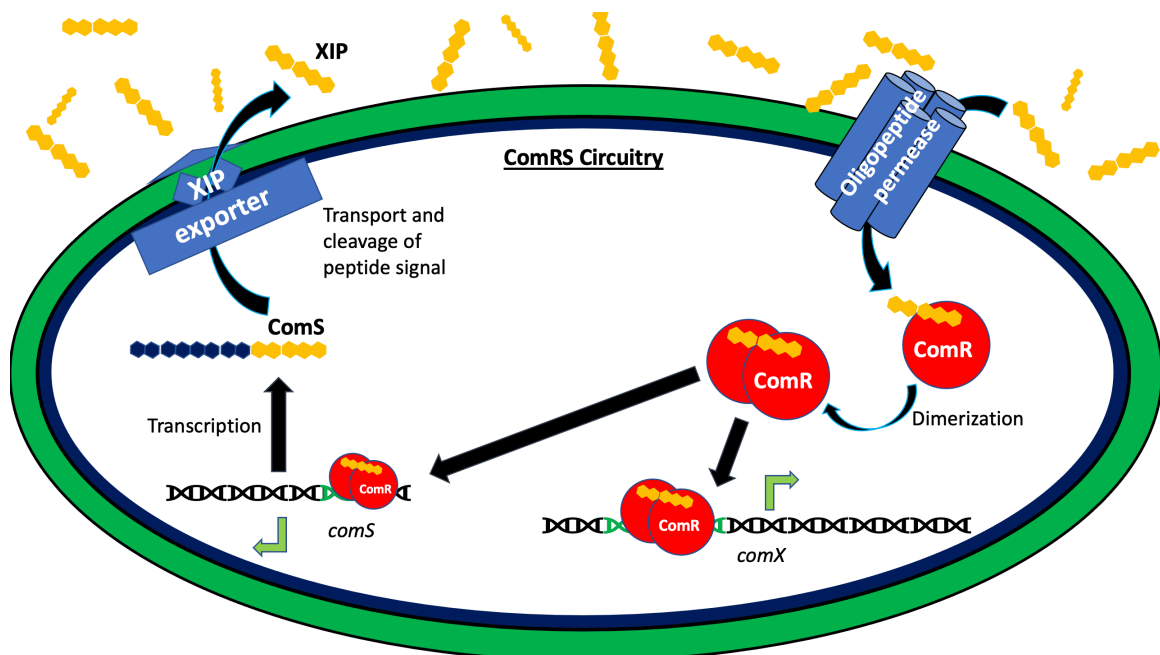 XIP
ComRS Circuitry
XIP
exporter
Transport and
cleavage of
peptide signal
Oligopeptide
permease
ComS
ComR
ComR
Dimerization
Transcription
ComR
comS
ComR
comX